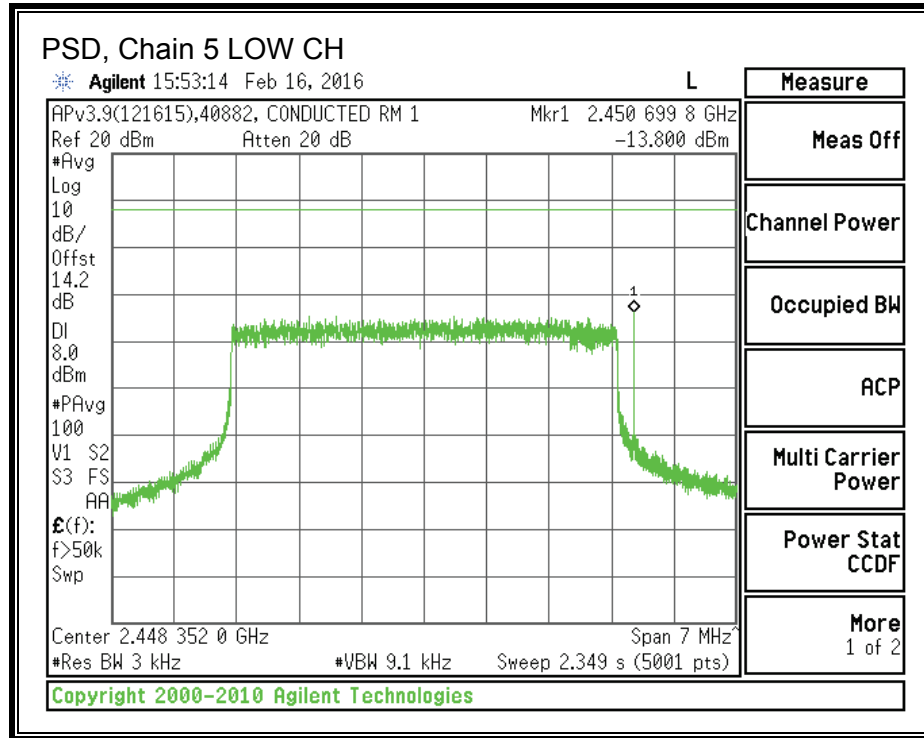 PSD, Chain 5 LOW CH
Agilent 15:53:14 Feb 16, 2016 L
Measure
APv3.9(121615),40882, CONDUCTED RM 1 Mkr1 2.450 699 8 GHz
Ref 20 dBm Atten 20 dB -13.800 dBm
Meas Off
#Avg
Log
10
dB/
Offst
14.2
dB
DI
8.0
dBm
#PAvg
100
V1 S2
S3 FS
AA
£(f):
f>50k
Swp
1
Channel Power
Occupied BW
ACP
Multi Carrier
Power
Power Stat
CCDF
More
1 of 2
Center 2.448 352 0 GHz Span 7 MHz^
#Res BW 3 kHz #VBW 9.1 kHz Sweep 2.349 s (5001 pts)
Copyright 2000-2010 Agilent Technologies